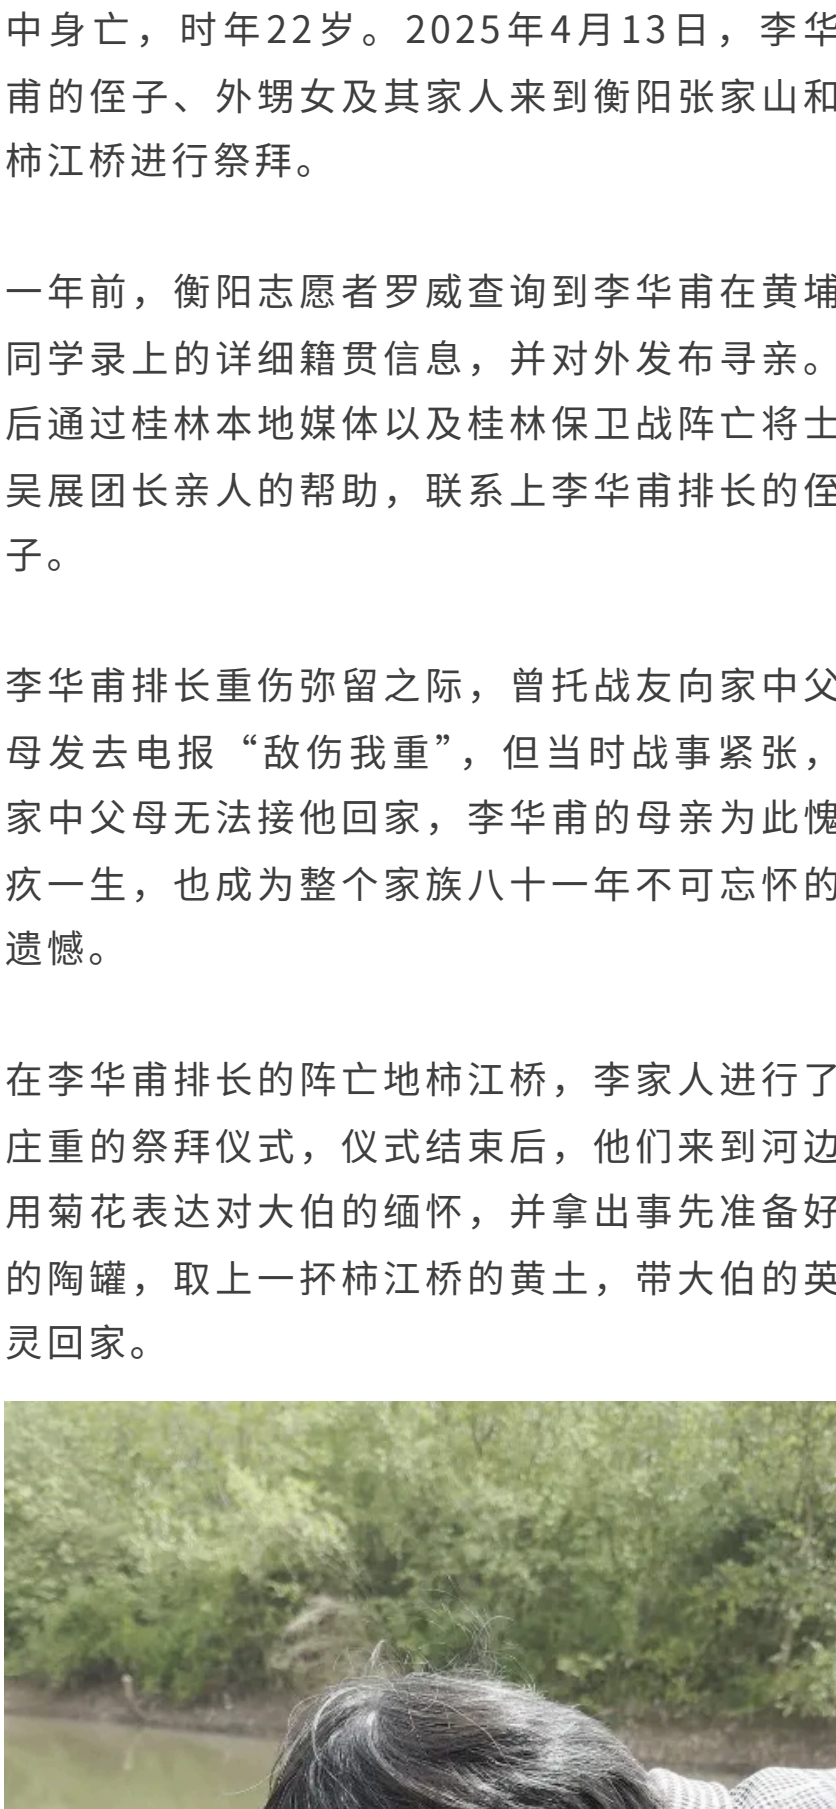 中身亡，时年22岁。2025年4月13日，李华
甫的侄子、外甥女及其家人来到衡阳张家山和
柿江桥进行祭拜。
一年前，衡阳志愿者罗威查询到李华甫在黄埔
同学录上的详细籍贯信息，并对外发布寻亲。
后通过桂林本地媒体以及桂林保卫战阵亡将士
吴展团长亲人的帮助，联系上李华甫排长的侄
子。
李华甫排长重伤弥留之际，曾托战友向家中父
母发去电报“敌伤我重”，但当时战事紧张，
家中父母无法接他回家，李华甫的母亲为此愧
疚一生，也成为整个家族八十一年不可忘怀的
遗憾。
在李华甫排长的阵亡地柿江桥，李家人进行了
庄重的祭拜仪式，仪式结束后，他们来到河边
用菊花表达对大伯的缅怀，并拿出事先准备好
的陶罐，取上一抔柿江桥的黄土，带大伯的英
灵回家。